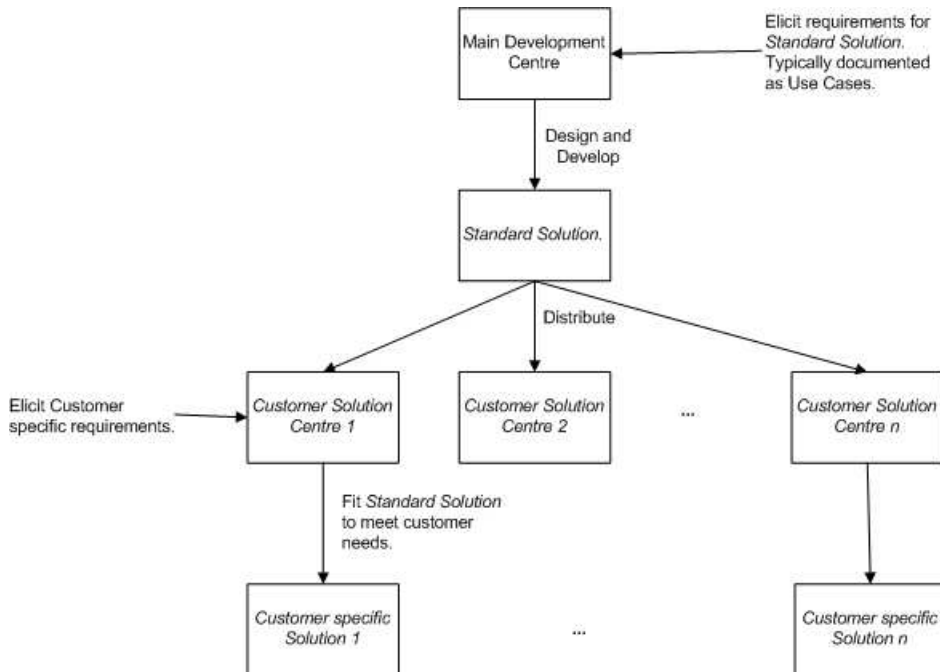 Main Development
Centre
Elicit requirements for
Standard Solution.
Typically documented
as Use Cases.
Design and
Develop
Standard Solution.
Distribute
Elicit Customer
specific requirements.
Customer Solution
Centre 1
Customer Solution
Centre 2
...
Customer Solution
Centre n
Fit Standard Solution
to meet customer
needs.
Customer specific
Solution 1
...
Customer specific
Solution n